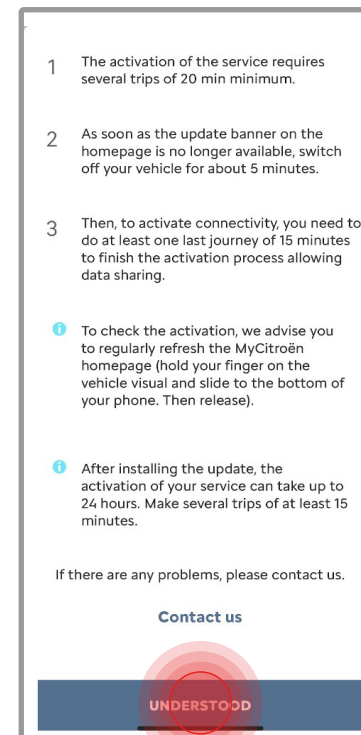 1 The activation of the service requires
several trips of 20 min minimum.
2 As soon as the update banner on the
homepage is no longer available, switch
off your vehicle for about 5 minutes.
3 Then, to activate connectivity, you need to
do at least one last journey of 15 minutes
to finish the activation process allowing
data sharing.
To check the activation, we advise you
to regularly refresh the MyCitroën
homepage (hold your finger on the
vehicle visual and slide to the bottom of
your phone. Then release).
After installing the update, the
activation of your service can take up to
24 hours. Make several trips of at least 15
minutes.
If there are any problems, please contact us.
Contact us
UNDERSTOOD